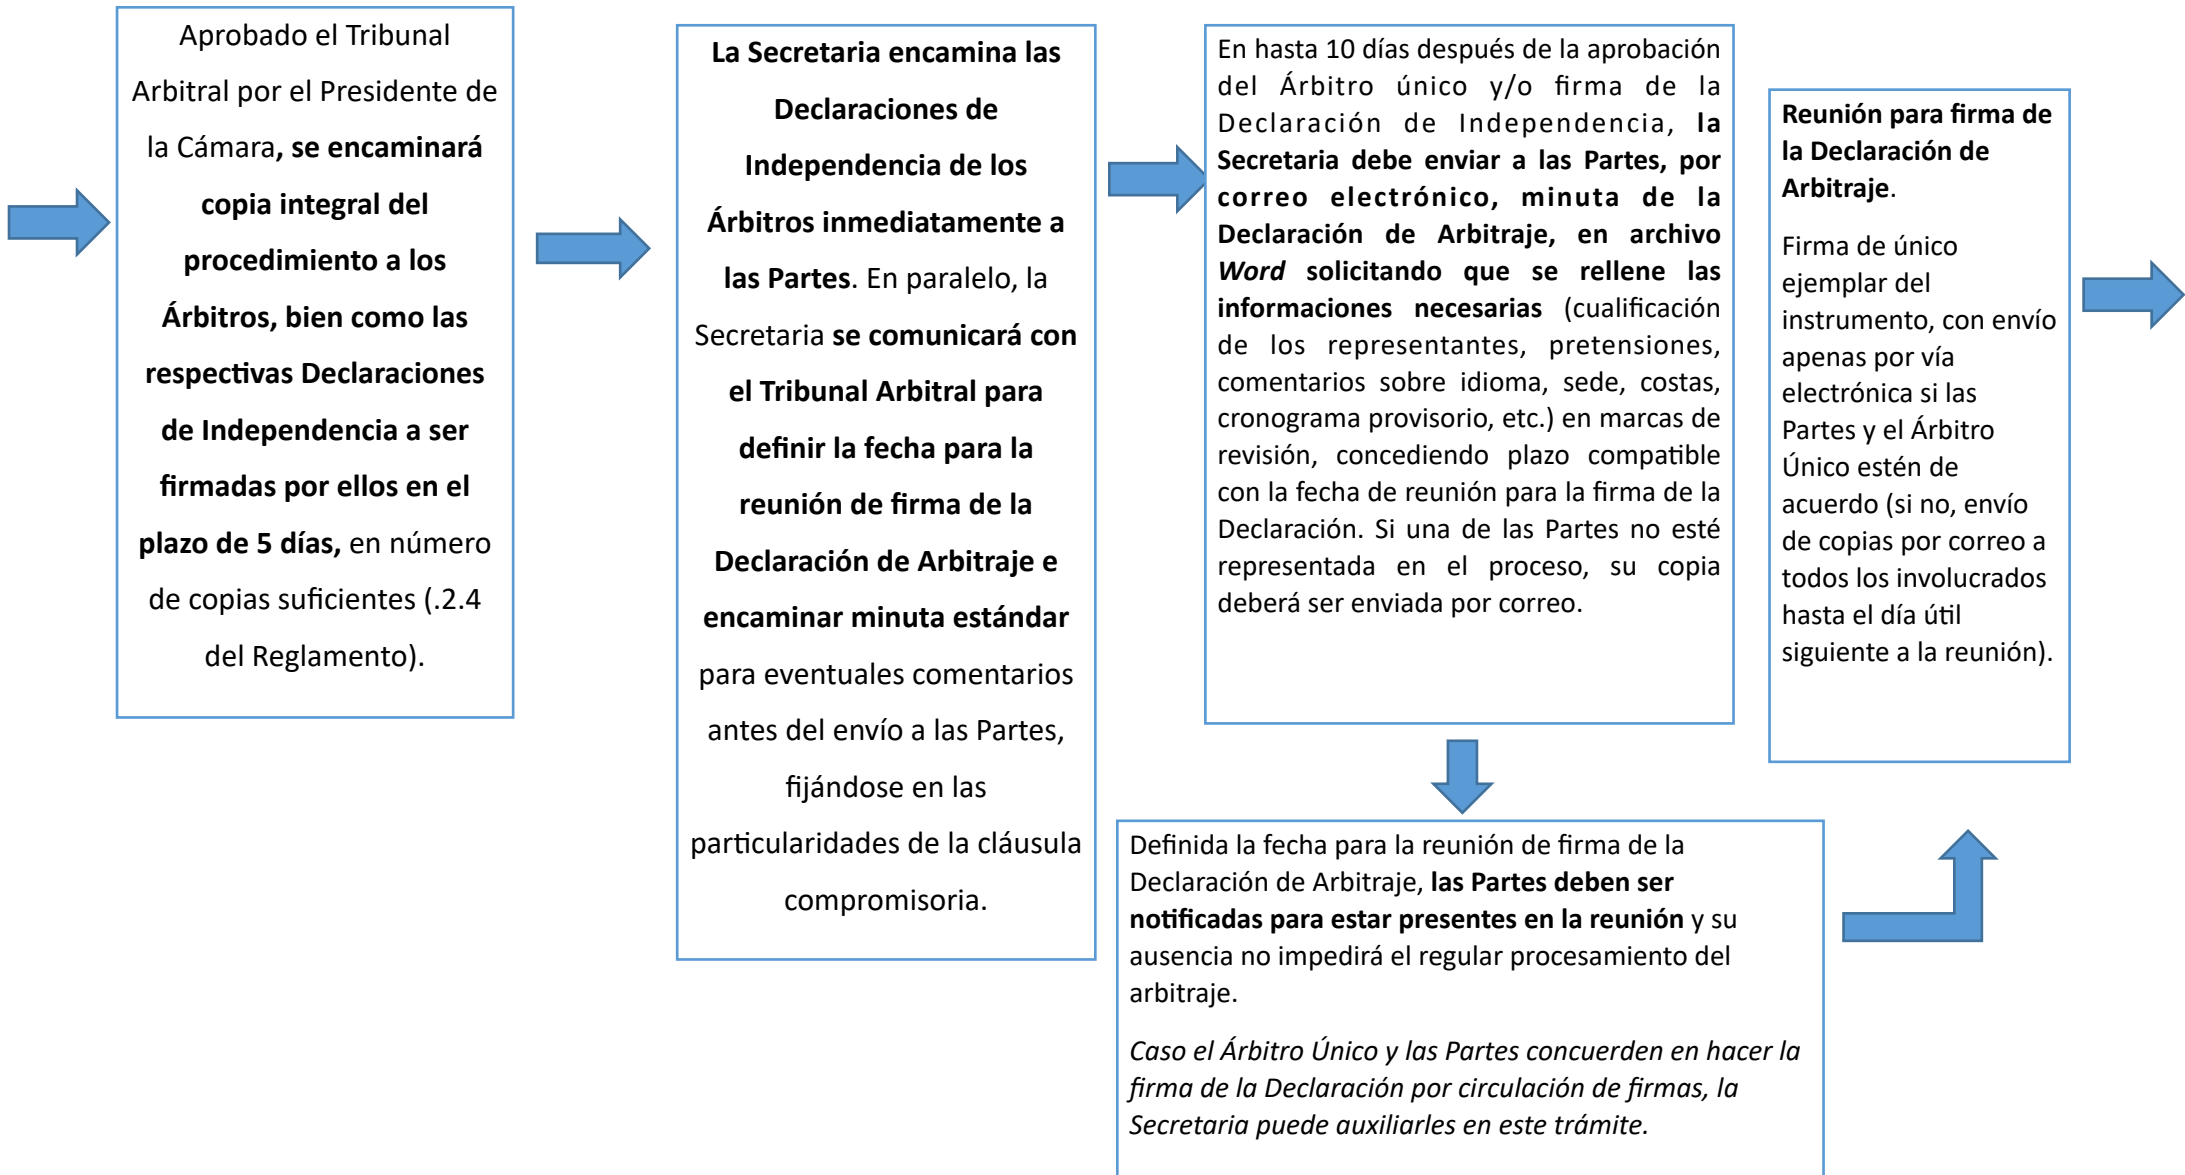 Aprobado el Tribunal
Arbitral por el Presidente de
la Cámara, se encaminará
copia integral del
procedimiento a los
Árbitros, bien como las
respectivas Declaraciones
de Independencia a ser
firmadas por ellos en el
plazo de 5 días, en número
de copias suficientes (.2.4
del Reglamento).
La Secretaria encamina las
Declaraciones de
Independencia de los
Árbitros inmediatamente a
las Partes. En paralelo, la
Secretaria se comunicará con
el Tribunal Arbitral para
definir la fecha para la
reunión de firma de la
Declaración de Arbitraje e
encaminar minuta estándar
para eventuales comentarios
antes del envío a las Partes,
fijándose en las
particularidades de la cláusula
compromisoria.
En hasta 10 días después de la aprobación
del Árbitro único y/o firma de la
Declaración de Independencia, la
Secretaria debe enviar a las Partes, por
correo electrónico, minuta de la
Declaración de Arbitraje, en archivo
Word solicitando que se rellene las
informaciones necesarias (cualificación
de los representantes, pretensiones,
comentarios sobre idioma, sede, costas,
cronograma provisorio, etc.) en marcas de
revisión, concediendo plazo compatible
con la fecha de reunión para la firma de la
Declaración. Si una de las Partes no esté
representada en el proceso, su copia
deberá ser enviada por correo.
Definida la fecha para la reunión de firma de la
Declaración de Arbitraje, las Partes deben ser
notificadas para estar presentes en la reunión y su
ausencia no impedirá el regular procesamiento del
arbitraje.
Caso el Árbitro Único y las Partes concuerden en hacer la
firma de la Declaración por circulación de firmas, la
Secretaria puede auxiliarles en este trámite.
Reunión para firma de
la Declaración de
Arbitraje.
Firma de único
ejemplar del
instrumento, con envío
apenas por vía
electrónica si las
Partes y el Árbitro
Único estén de
acuerdo (si no, envío
de copias por correo a
todos los involucrados
hasta el día útil
siguiente a la reunión).